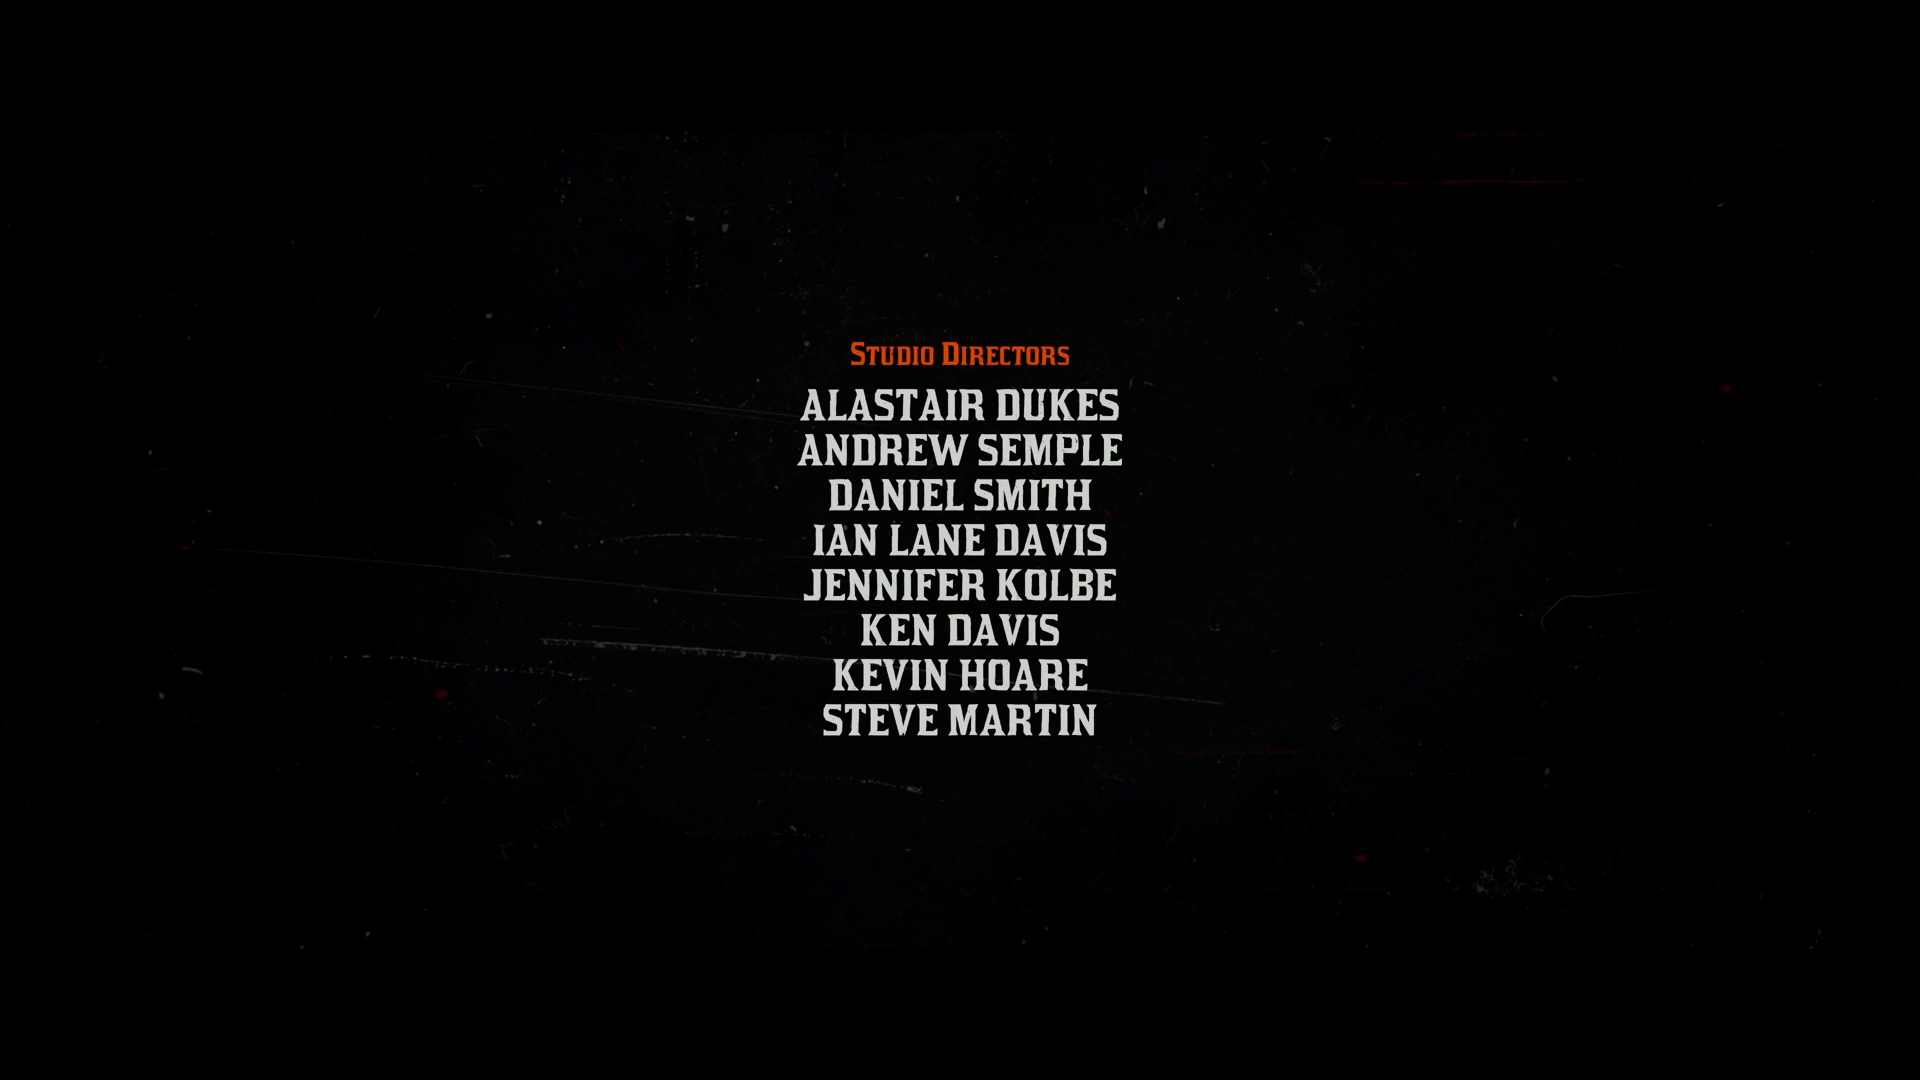 Studio Directors
ALASTAIR DUKES
ANDREW SEMPLE
DANIEL SMITH
IAN LANE DAVIS
JENNIFER KOLBE
KEN DAVIS
KEVIN HOARE
STEVE MARTIN